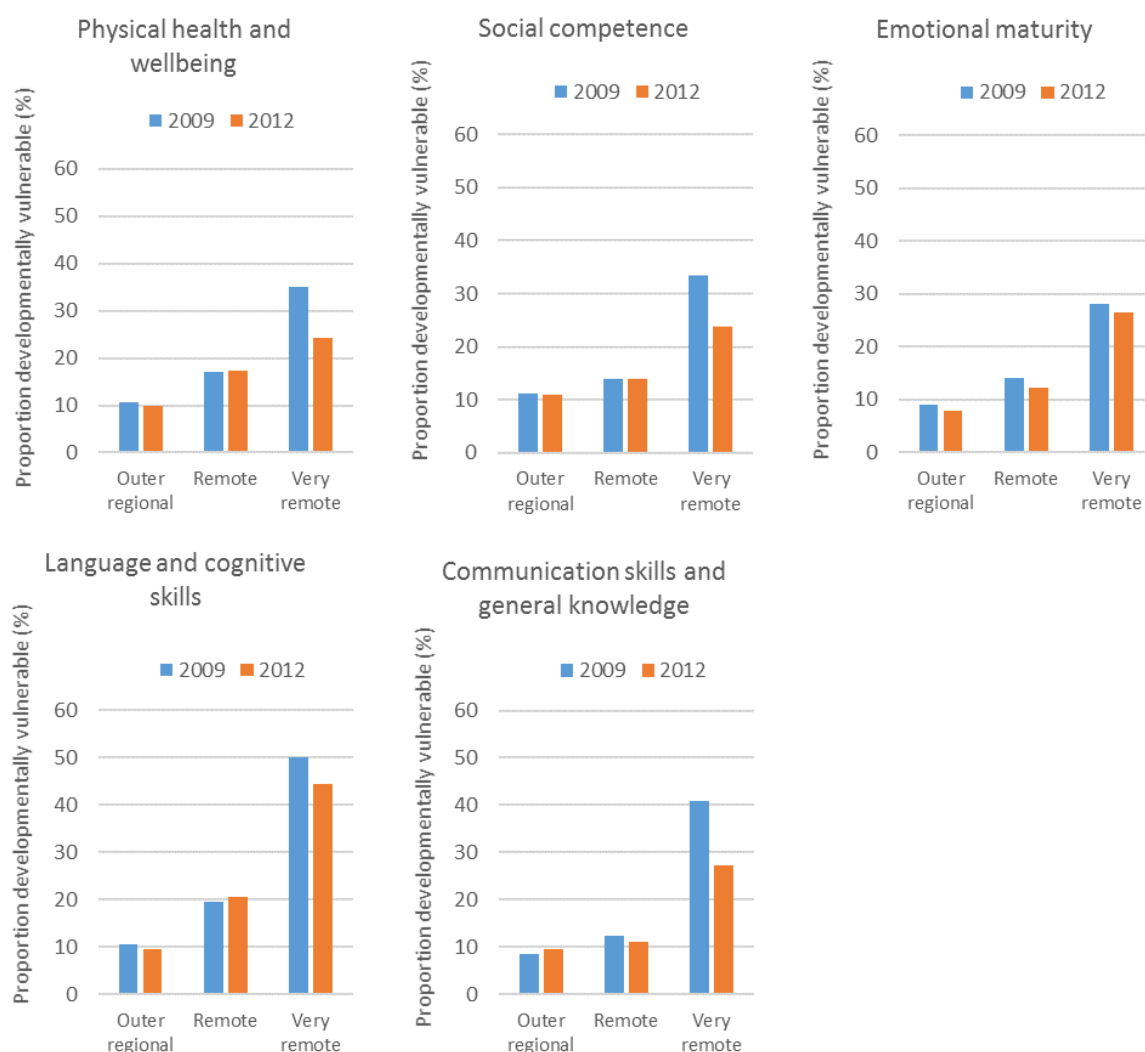 Physical health and
wellbeing
2009 2012
Proportion developmentally vulnerable (%)
60
50
40
30
20
10
0
Outer
regional
Remote
Very
remote
Social competence
2009 2012
Proportion developmentally vulnerable (%)
60
50
40
30
20
10
0
Outer
regional
Remote
Very
remote
Emotional maturity
2009 2012
Proportion developmentally vulnerable (%)
60
50
40
30
20
10
0
Outer
regional
Remote
Very
remote
Language and cognitive
skills
2009 2012
Proportion developmentally vulnerable (%)
60
50
40
30
20
10
0
Outer
regional
Remote
Very
remote
Communication skills and
general knowledge
2009 2012
Proportion developmentally vulnerable (%)
60
50
40
30
20
10
0
Outer
regional
Remote
Very
remote